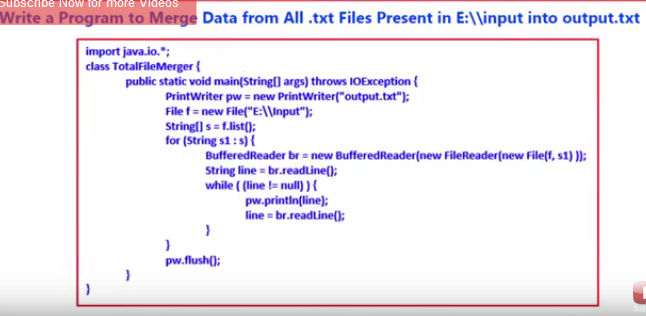 Subscribe Now for more Videos
Write a Program to Merge Data from All .txt Files Present in E:\\input into output.txt
import java.io.*;
class TotalFileMerger {
public static void main(String[] args) throws IOException {
PrintWriter pw = new PrintWriter("output.txt");
File f = new File("E:\\Input");
String[] s = f.list();
for (String s1 : s) {
BufferedReader br = new BufferedReader(new FileReader(new File(f, s1) ));
String line = br.readLine();
while ( (line != null) ) {
pw.println(line);
line = br.readLine();
}
}
pw.flush();
}
}